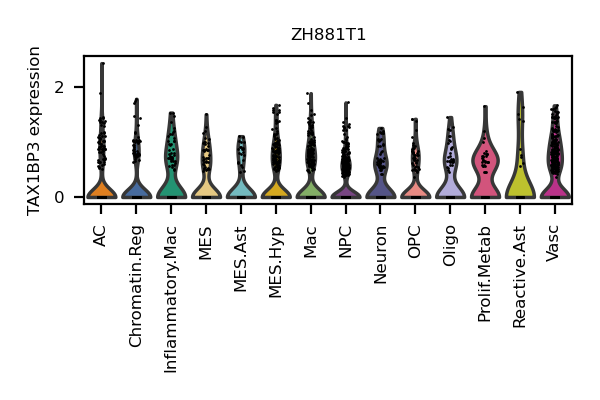 ZH881T1
TAX1BP3 expression
2
0
AC
Chromatin.Reg
Inflammatory.Mac
MES
MES.Ast
MES.Hyp
Mac
NPC
Neuron
OPC
Oligo
Prolif.Metab
Reactive.Ast
Vasc